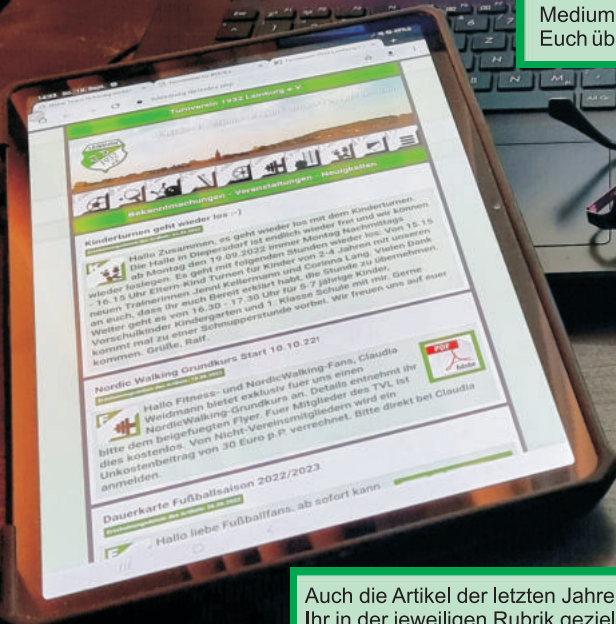 Medium
Euch üb
Turnverein 1932 Leinburg e.V.
Bekanntmachungen - Veranstaltungen - Neuigkeiten
Kinderturnen geht wieder los :-)
Hallo Zusammen, es geht wieder los mit dem Kinderturnen.
Die Halle in Diepersdorf ist endlich wieder frei und wir können
ab Montag den 19.09.2022 immer Montag Nachmittags
wieder loslegen. Es geht mit folgenden Stunden wieder los: Von 15.15
- 16.15 Uhr Eltern-Kind Turnen für Kinder von 2-4 Jahren mit unseren
neuen Trainerinnen Jenni Kellermann und Corinna Lang. Vielen Dank
an euch, dass ihr euch Bereit erklärt habt, die Stunde zu übernehmen.
Weiter geht es von 16.30 - 17.30 Uhr für 5-7 jährige Kinder,
Vorschulkinder Kindergarten und 1. Klasse Schule mit mir. Gerne
kommt mal zu einer Schnupperstunde vorbei. Wir freuen uns auf euer
kommen. Grüße, Ralf.
Nordic Walking Grundkurs Start 10.10.22!
Hallo Fitness- und NordicWalking-Fans, Claudia
Weidmann bietet exklusiv fuer uns einen
NordicWalking-Grundkurs an. Details entnehmt ihr
bitte dem beigefuegten Flyer. Fuer Mitglieder des TVL ist
dies kostenlos. Von Nicht-Vereinsmitgliedern wird ein
Unkostenbeitrag von 30 Euro p.P. verrechnet. Bitte direkt bei Claudia
anmelden.
PDF
Adobe
Dauerkarte Fußballsaison 2022/2023
Hallo liebe Fußballfans, ab sofort kann
Auch die Artikel der letzten Jahre
Ihr in der jeweiligen Rubrik geziel